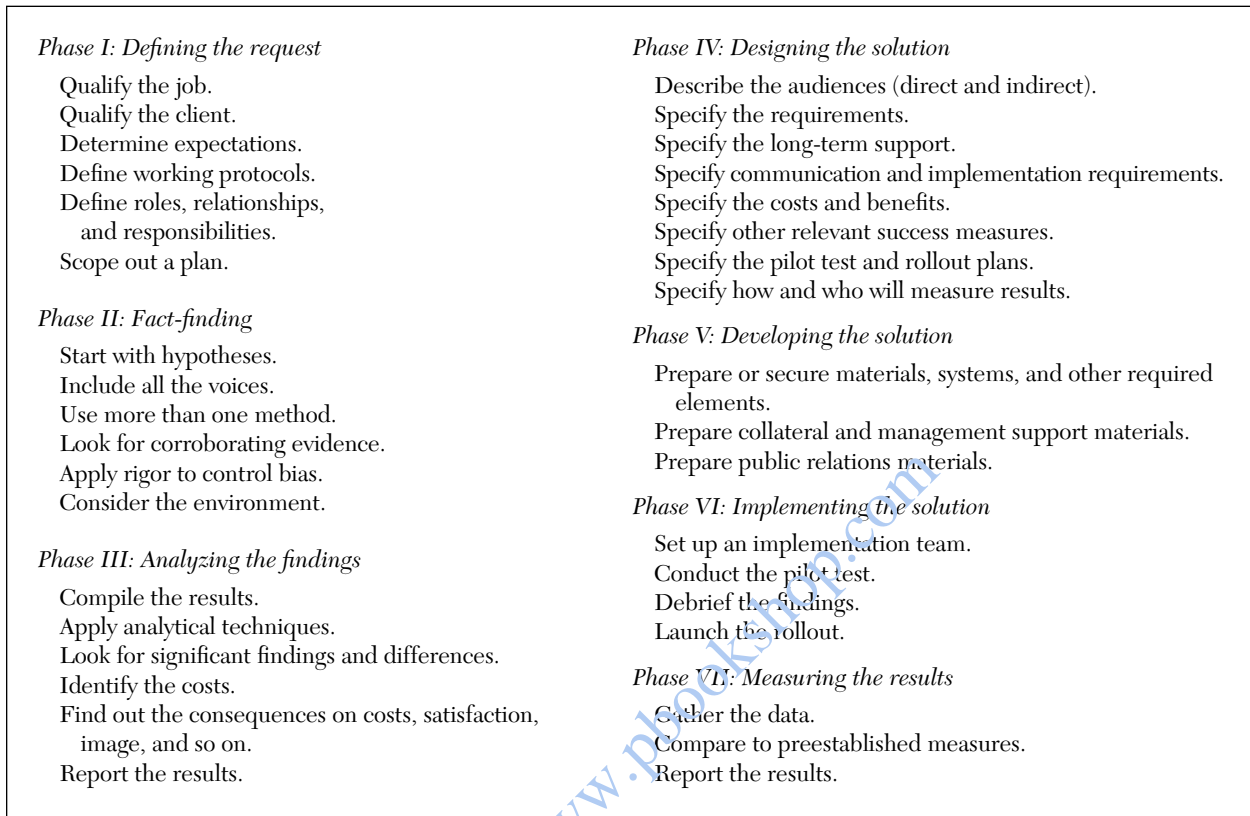 Phase I: Defining the request
Qualify the job.
Qualify the client.
Determine expectations.
Define working protocols.
Define roles, relationships,
and responsibilities.
Scope out a plan.
Phase II: Fact-finding
Start with hypotheses.
Include all the voices.
Use more than one method.
Look for corroborating evidence.
Apply rigor to control bias.
Consider the environment.
Phase III: Analyzing the findings
Compile the results.
Apply analytical techniques.
Look for significant findings and differences.
Identify the costs.
Find out the consequences on costs, satisfaction,
image, and so on.
Report the results.
Phase IV: Designing the solution
Describe the audiences (direct and indirect).
Specify the requirements.
Specify the long-term support.
Specify communication and implementation requirements.
Specify the costs and benefits.
Specify other relevant success measures.
Specify the pilot test and rollout plans.
Specify how and who will measure results.
Phase V: Developing the solution
Prepare or secure materials, systems, and other required
elements.
Prepare collateral and management support materials.
Prepare public relations materials.
Phase VI: Implementing the solution
Set up an implementation team.
Conduct the pilot test.
Debrief the findings.
Launch the rollout.
Phase VII: Measuring the results
Gather the data.
Compare to preestablished measures.
Report the results.
www.pbookshop.com